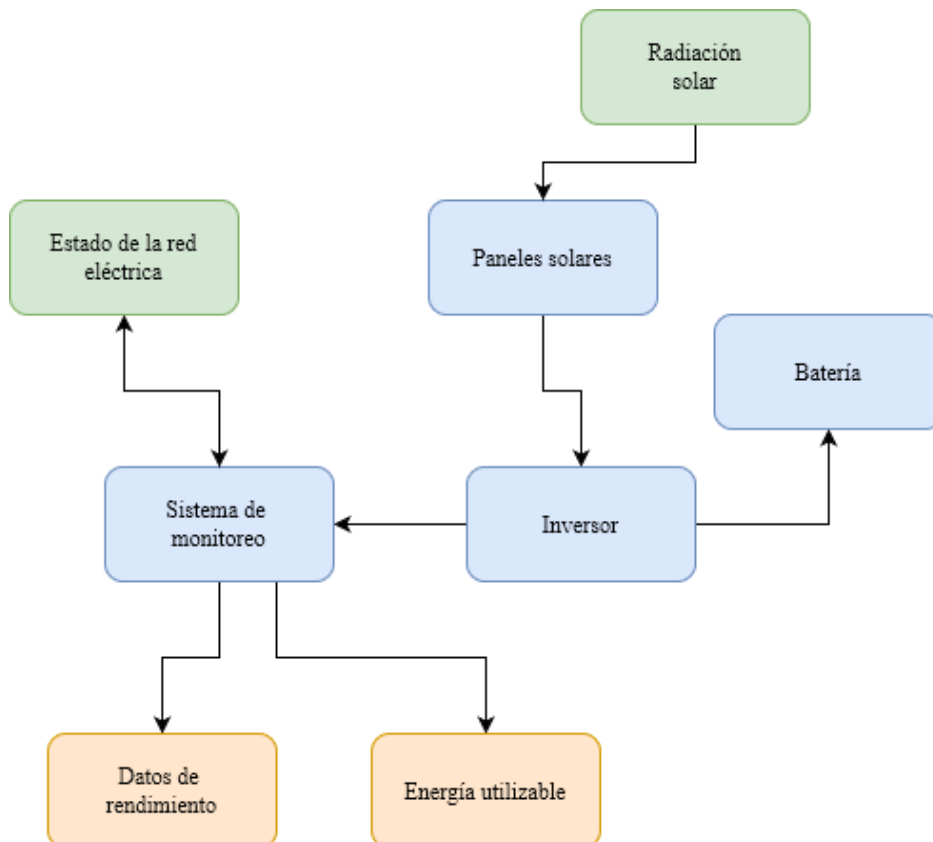 Radiación
solar
Estado de la red
eléctrica
Paneles solares
Batería
Sistema de
monitoreo
Inversor
Datos de
rendimiento
Energía utilizable